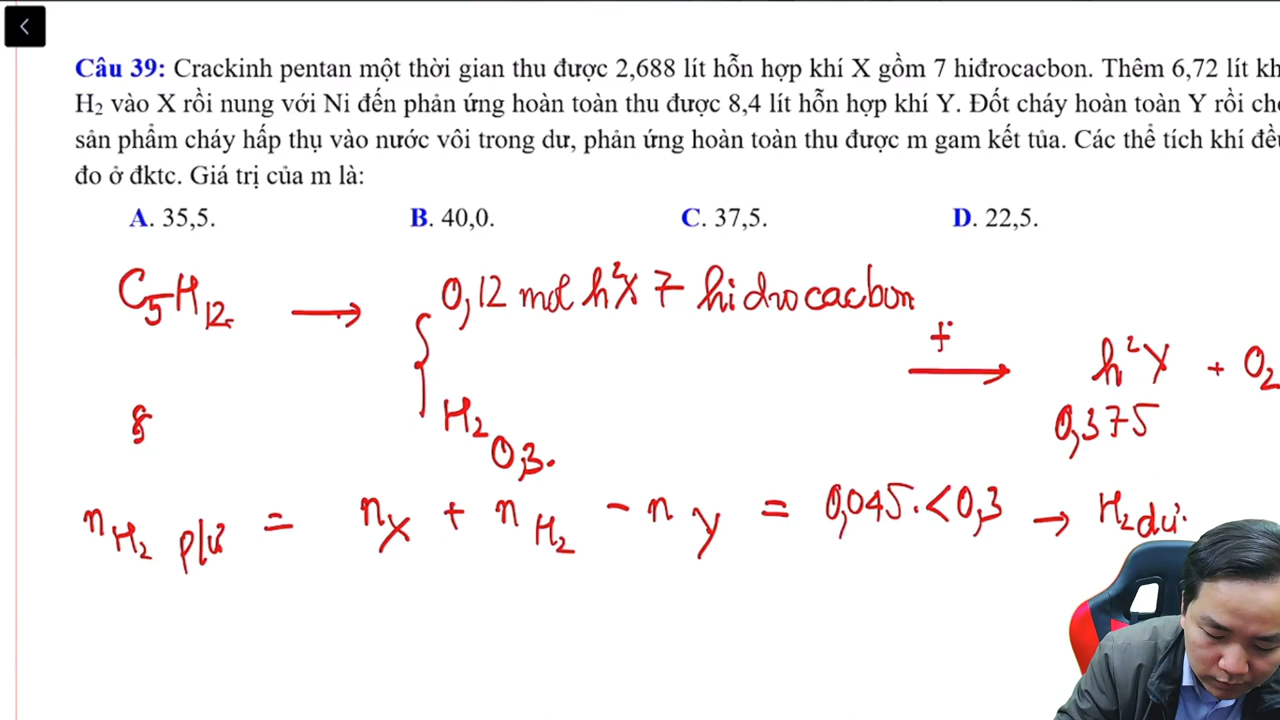 Câu 39: Crackinh pentan một thời gian thu được 2,688 lít hỗn hợp khí X gồm 7 hiđrocacbon. Thêm 6,72 lít kh
H₂ vào X rồi nung với Ni đến phản ứng hoàn toàn thu được 8,4 lít hỗn hợp khí Y. Đốt cháy hoàn toàn Y rồi ch
sản phẩm cháy hấp thụ vào nước vôi trong dư, phản ứng hoàn toàn thu được m gam kết tủa. Các thể tích khí đề
đo ở đktc. Giá trị của m là:
A. 35,5. B. 40,0. C. 37,5. D. 22,5.
C₅H₁₂ → { 0,12 mol h²X 7 hidrocacbon
H₂ 0,3.
+ → h²Y + O₂
0,375
n H₂ p/ư = nX + nH₂ - nY = 0,045. < 0,3 → H₂ dư.